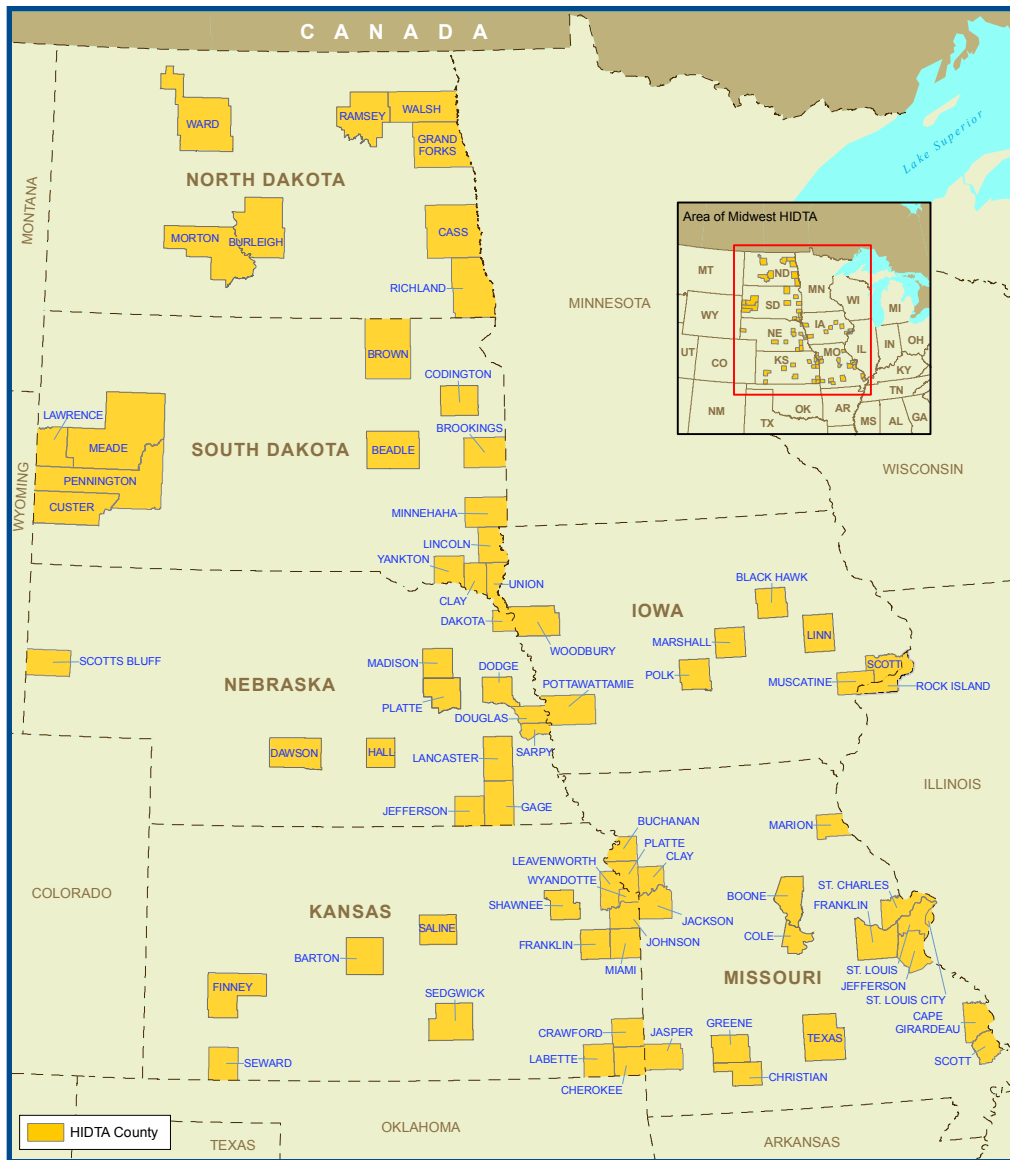 CANADA
WARD
RAMSEY
WALSH
GRAND
FORKS
NORTH DAKOTA
MONTANA
MORTON
BURLEIGH
CASS
RICHLAND
MINNESOTA
Lake Superior
Area of Midwest HIDTA
MT
ND
MN
WI
MI
WY
SD
IA
NE
IL
IN
OH
UT
CO
KS
MO
KY
TN
NM
OK
AR
TX
MS
AL
GA
WISCONSIN
BROWN
CODINGTON
LAWRENCE
MEADE
SOUTH DAKOTA
BEADLE
BROOKINGS
PENNINGTON
CUSTER
WYOMING
MINNEHAHA
LINCOLN
YANKTON
UNION
CLAY
DAKOTA
WOODBURY
IOWA
BLACK HAWK
MARSHALL
LINN
POLK
SCOTT
MUSCATINE
ROCK ISLAND
SCOTTS BLUFF
NEBRASKA
MADISON
DODGE
POTTAWATTAMIE
PLATTE
DOUGLAS
SARPY
DAWSON
HALL
LANCASTER
JEFFERSON
GAGE
ILLINOIS
COLORADO
KANSAS
BUCHANAN
PLATTE
CLAY
LEAVENWORTH
WYANDOTTE
SHAWNEE
JACKSON
JOHNSON
FRANKLIN
MIAMI
SALINE
BARTON
FINNEY
SEDGWICK
SEWARD
CRAWFORD
LABETTE
CHEROKEE
MARION
BOONE
COLE
ST. CHARLES
FRANKLIN
MISSOURI
ST. LOUIS
JEFFERSON
ST. LOUIS CITY
CAPE
GIRARDEAU
SCOTT
JASPER
GREENE
TEXAS
CHRISTIAN
HIDTA County
TEXAS
OKLAHOMA
ARKANSAS